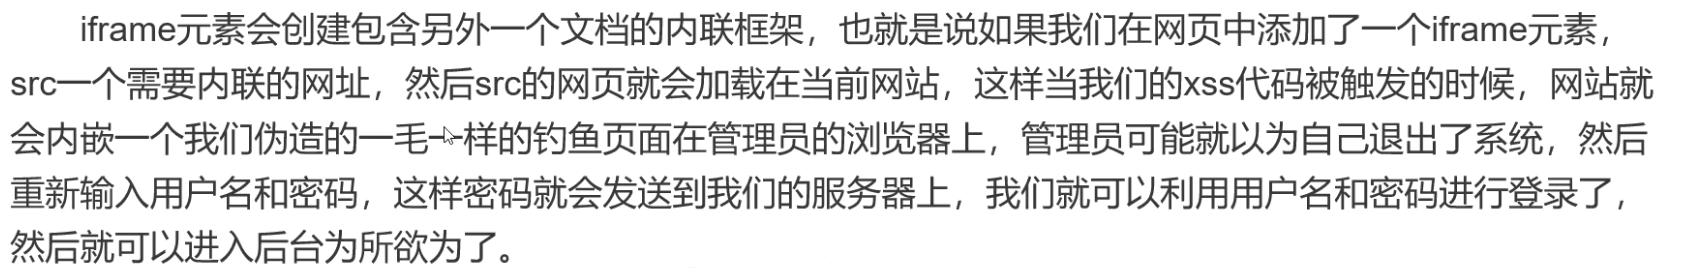 iframe元素会创建包含另外一个文档的内联框架，也就是说如果我们在网页中添加了一个iframe元素，
src一个需要内联的网址，然后src的网页就会加载在当前网站，这样当我们的xss代码被触发的时候，网站就
会内嵌一个我们伪造的一毛一样的钓鱼页面在管理员的浏览器上，管理员可能就以为自己退出了系统，然后
重新输入用户名和密码，这样密码就会发送到我们的服务器上，我们就可以利用用户名和密码进行登录了，
然后就可以进入后台为所欲为了。